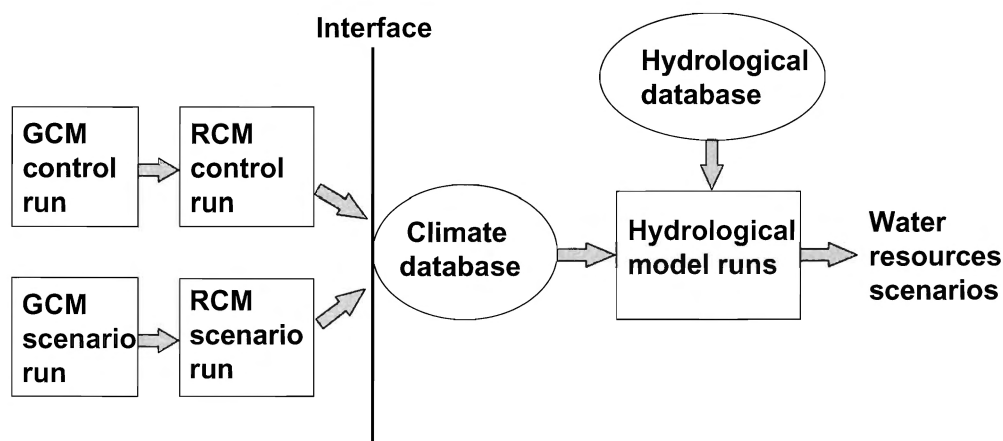 Interface
Hydrological
database
GCM
control
run
RCM
control
run
Climate
database
Hydrological
model runs
Water
resources
scenarios
GCM
scenario
run
RCM
scenario
run